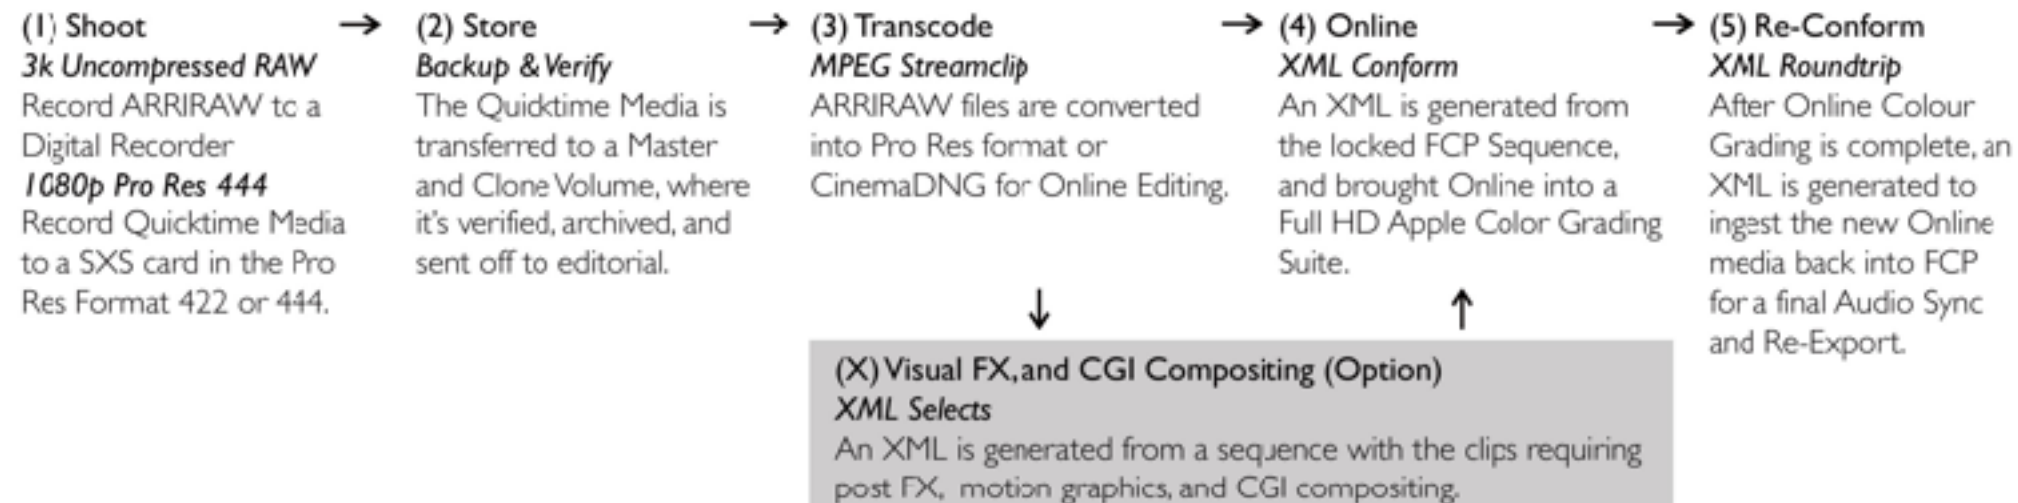 (1) Shoot →
3k Uncompressed RAW
Record ARRIRAW to a
Digital Recorder
1080p Pro Res 444
Record Quicktime Media
to a SXS card in the Pro
Res Format 422 or 444.
(2) Store →
Backup & Verify
The Quicktime Media is
transferred to a Master
and Clone Volume, where
it's verified, archived, and
sent off to editorial.
(3) Transcode →
MPEG Streamclip
ARRIRAW files are converted
into Pro Res format or
CinemaDNG for Online Editing.
↓
(X) Visual FX, and CGI Compositing (Option)
XML Selects
An XML is generated from a sequence with the clips requiring
post FX, motion graphics, and CGI compositing.
↑
(4) Online →
XML Conform
An XML is generated from
the locked FCP Sequence,
and brought Online into a
Full HD Apple Color Grading
Suite.
(5) Re-Conform
XML Roundtrip
After Online Colour
Grading is complete, an
XML is generated to
ingest the new Online
media back into FCP
for a final Audio Sync
and Re-Export.